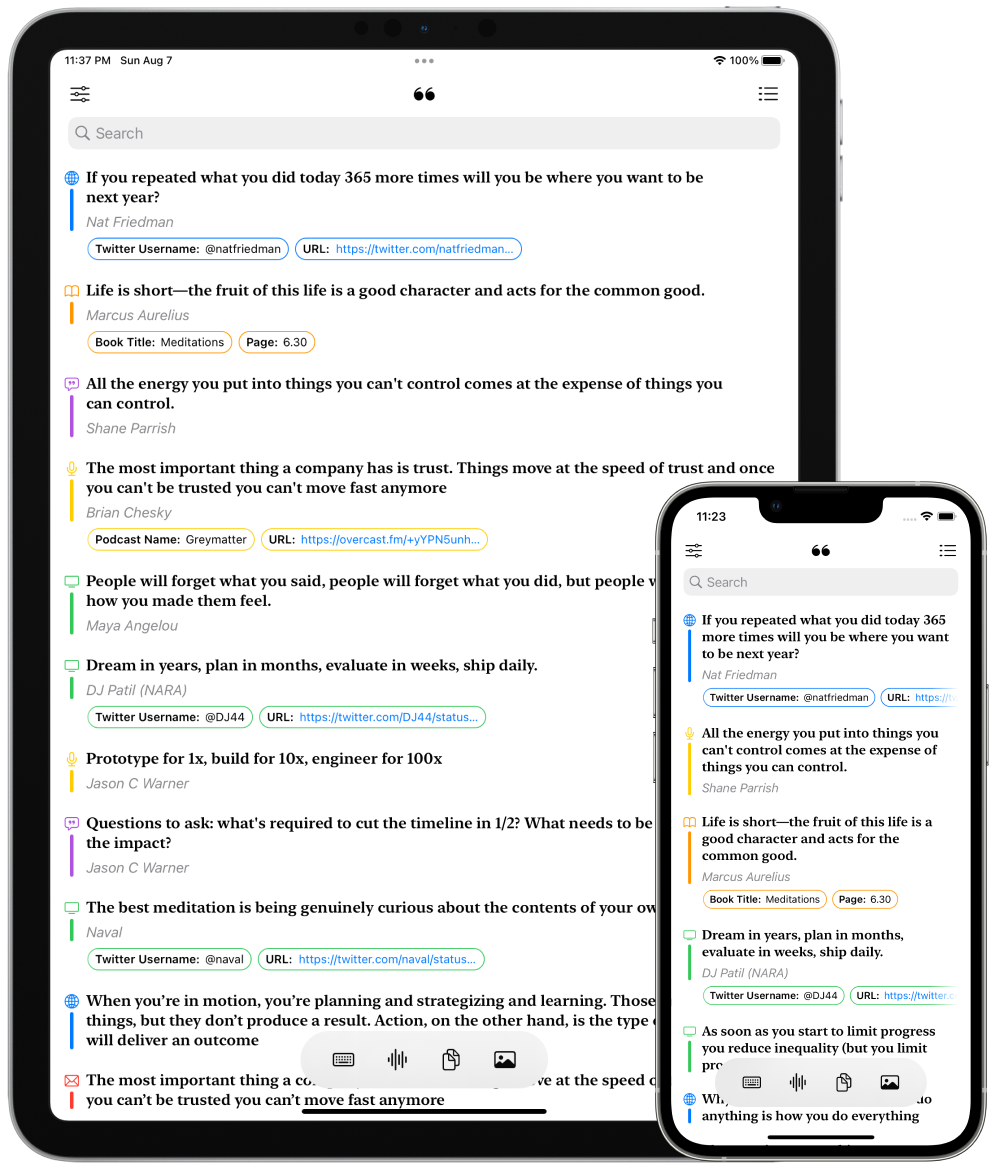 11:37 PM Sun Aug 7
100%
Search
If you repeated what you did today 365 more times will you be where you want to be
next year?
Nat Friedman
Twitter Username: @natfriedman URL: https://twitter.com/natfriedman...
Life is short—the fruit of this life is a good character and acts for the common good.
Marcus Aurelius
Book Title: Meditations Page: 6.30
All the energy you put into things you can't control comes at the expense of things you
can control.
Shane Parrish
The most important thing a company has is trust. Things move at the speed of trust and once
you can't be trusted you can't move fast anymore
Brian Chesky
Podcast Name: Greymatter URL: https://overcast.fm/+yYPN5unh...
People will forget what you said, people will forget what you did, but people
how you made them feel.
Maya Angelou
Dream in years, plan in months, evaluate in weeks, ship daily.
DJ Patil (NARA)
Twitter Username: @DJ44 URL: https://twitter.com/DJ44/status...
Prototype for 1x, build for 10x, engineer for 100x
Jason C Warner
Questions to ask: what's required to cut the timeline in 1/2? What needs to be
the impact?
Jason C Warner
The best meditation is being genuinely curious about the contents of your
Naval
Twitter Username: @naval URL: https://twitter.com/naval/status...
When you’re in motion, you’re planning and strategizing and learning. Those
things, but they don’t produce a result. Action, on the other hand, is the type
will deliver an outcome
The most important thing a at the speed
you can’t be trusted you can’t move fast anymore
11:23
Search
If you repeated what you did today 365
more times will you be where you want
to be next year?
Nat Friedman
Twitter Username: @natfriedman URL: https://tw
All the energy you put into things you
can't control comes at the expense of
things you can control.
Shane Parrish
Life is short—the fruit of this life is a
good character and acts for the
common good.
Marcus Aurelius
Book Title: Meditations Page: 6.30
Dream in years, plan in months,
evaluate in weeks, ship daily.
DJ Patil (NARA)
Twitter Username: @DJ44 URL: https://twitter.c
As soon as you start to limit progress
you reduce inequality (but you limit
do
anything is how you do everything